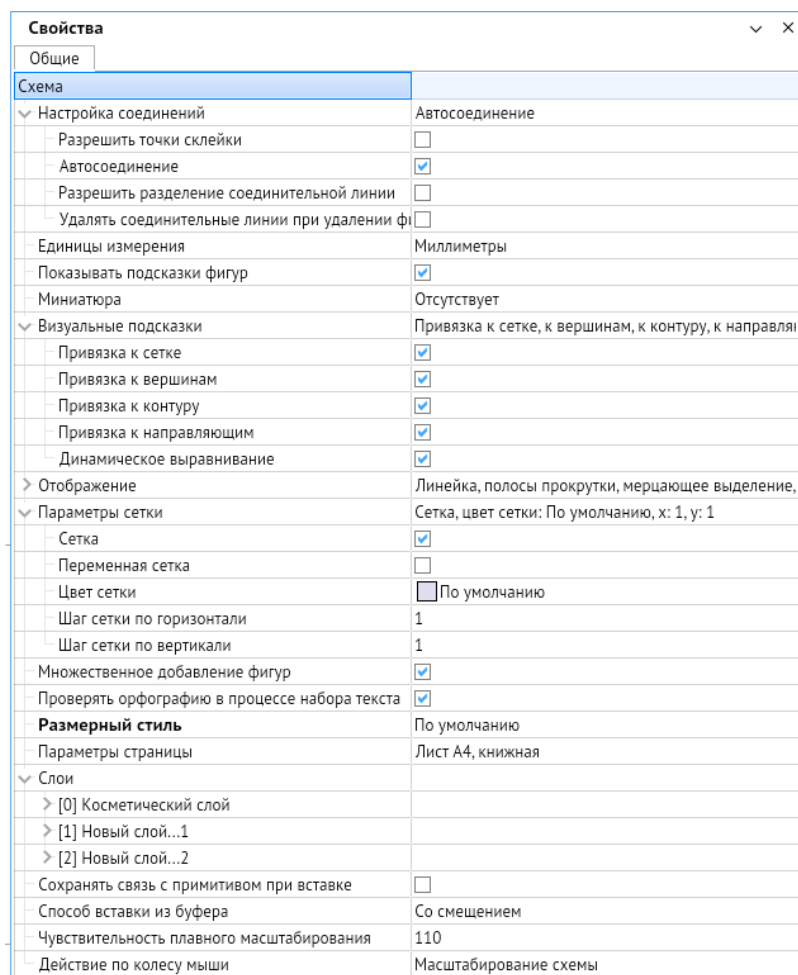 Свойства
Общие
Схема
Настройка соединений Автосоединение
Разрешить точки склейки
Автосоединение
Разрешить разделение соединительной линии
Удалять соединительные линии при удалении
Единицы измерения Миллиметры
Показывать подсказки фигур
Миниатюра Отсутствует
Визуальные подсказки Привязка к сетке, к вершинам, к контуру, к
Привязка к сетке
Привязка к вершинам
Привязка к контуру
Привязка к направляющим
Динамическое выравнивание
Отображение Линейка, полосы прокрутки, мерцающее выделение,
Параметры сетки Сетка, цвет сетки: По умолчанию, x: 1, y: 1
Сетка
Переменная сетка
Цвет сетки По умолчанию
Шаг сетки по горизонтали 1
Шаг сетки по вертикали 1
Множественное добавление фигур
Проверять орфографию в процессе набора текста
Размерный стиль По умолчанию
Параметры страницы Лист А4, книжная
Слои
[0] Косметический слой
[1] Новый слой...1
[2] Новый слой...2
Сохранять связь с примитивом при вставке
Способ вставки из буфера Со смещением
Чувствительность плавного масштабирования 110
Действие по колесу мыши Масштабирование схемы